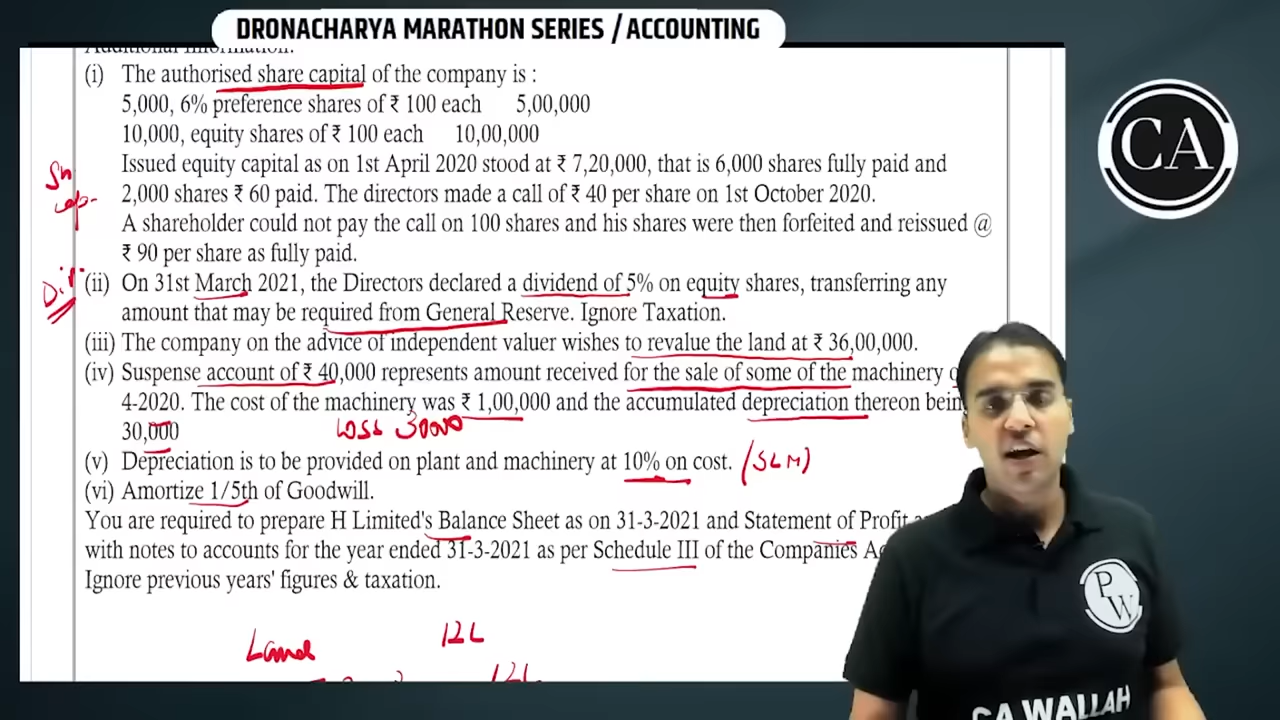 DRONACHARYA MARATHON SERIES / ACCOUNTING
Additional Information:
(i) The authorised share capital of the company is :
5,000, 6% preference shares of ₹ 100 each 5,00,000
10,000, equity shares of ₹ 100 each 10,00,000
Issued equity capital as on 1st April 2020 stood at ₹ 7,20,000, that is 6,000 shares fully paid and
2,000 shares ₹ 60 paid. The directors made a call of ₹ 40 per share on 1st October 2020.
A shareholder could not pay the call on 100 shares and his shares were then forfeited and reissued @
₹ 90 per share as fully paid.
(ii) On 31st March 2021, the Directors declared a dividend of 5% on equity shares, transferring any
amount that may be required from General Reserve. Ignore Taxation.
(iii) The company on the advice of independent valuer wishes to revalue the land at ₹ 36,00,000.
(iv) Suspense account of ₹ 40,000 represents amount received for the sale of some of the machinery
4-2020. The cost of the machinery was ₹ 1,00,000 and the accumulated depreciation thereon being
30,000
loss 30000
(v) Depreciation is to be provided on plant and machinery at 10% on cost. (SLM)
(vi) Amortize 1/5th of Goodwill.
You are required to prepare H Limited's Balance Sheet as on 31-3-2021 and Statement of Profit
with notes to accounts for the year ended 31-3-2021 as per Schedule III of the Companies
Ignore previous years' figures & taxation.
Land 12L
12L
CA
PW
CA WALLAH